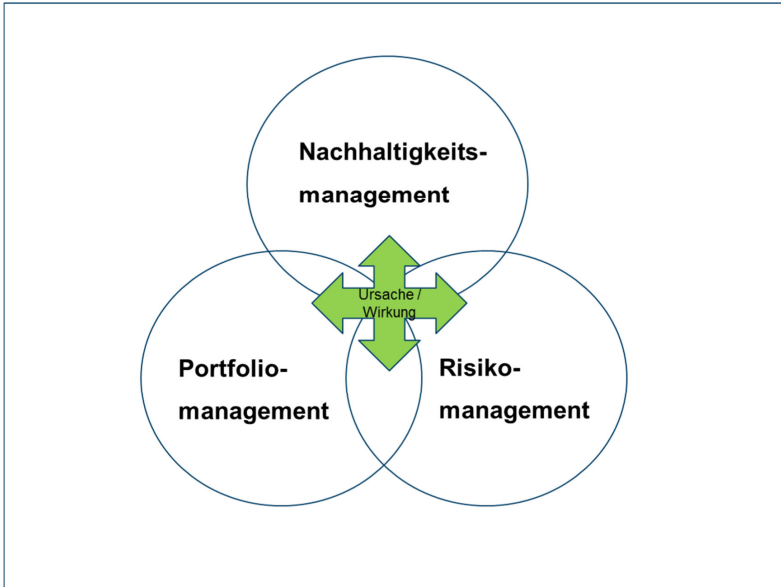 Nachhaltigkeits-
management
Ursache /
Wirkung
Portfolio-
management
Risiko-
management